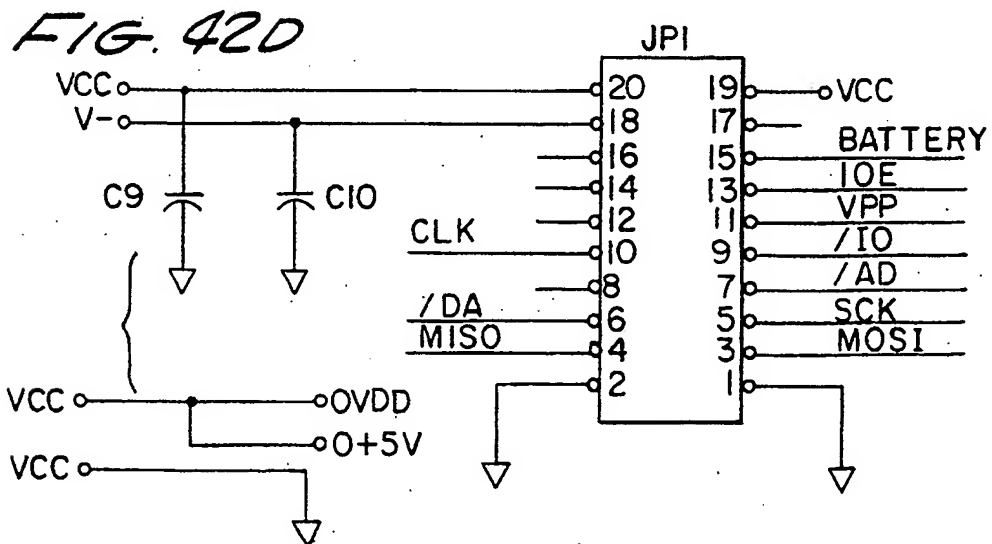 FIG. 42D
JP1
VCC 20 19 VCC
V- 18 17
16 15 BATTERY
14 13 IOE
C9 C10
12 11 VPP
CLK 10 9 /IO
8 7 /AD
/DA 6 5 SCK
MISO 4 3 MOSI
2 1
VCC OVDD
O+5V
VCC